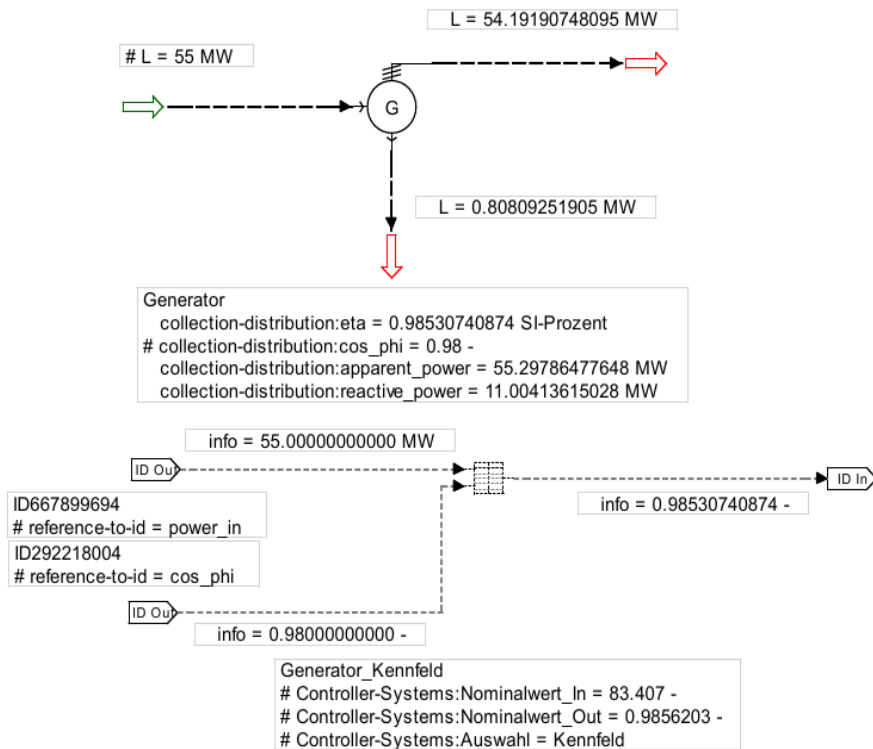 L = 54.19190748095 MW
# L = 55 MW
G
L = 0.80809251905 MW
Generator
collection-distribution:eta = 0.98530740874 SI-Prozent
# collection-distribution:cos_phi = 0.98 -
collection-distribution:apparent_power = 55.29786477648 MW
collection-distribution:reactive_power = 11.00413615028 MW
info = 55.00000000000 MW
ID Out
ID In
info = 0.98530740874 -
ID667899694
# reference-to-id = power_in
ID292218004
# reference-to-id = cos_phi
ID Out
info = 0.98000000000 -
Generator_Kennfeld
# Controller-Systems:Nominalwert_In = 83.407 -
# Controller-Systems:Nominalwert_Out = 0.9856203 -
# Controller-Systems:Auswahl = Kennfeld